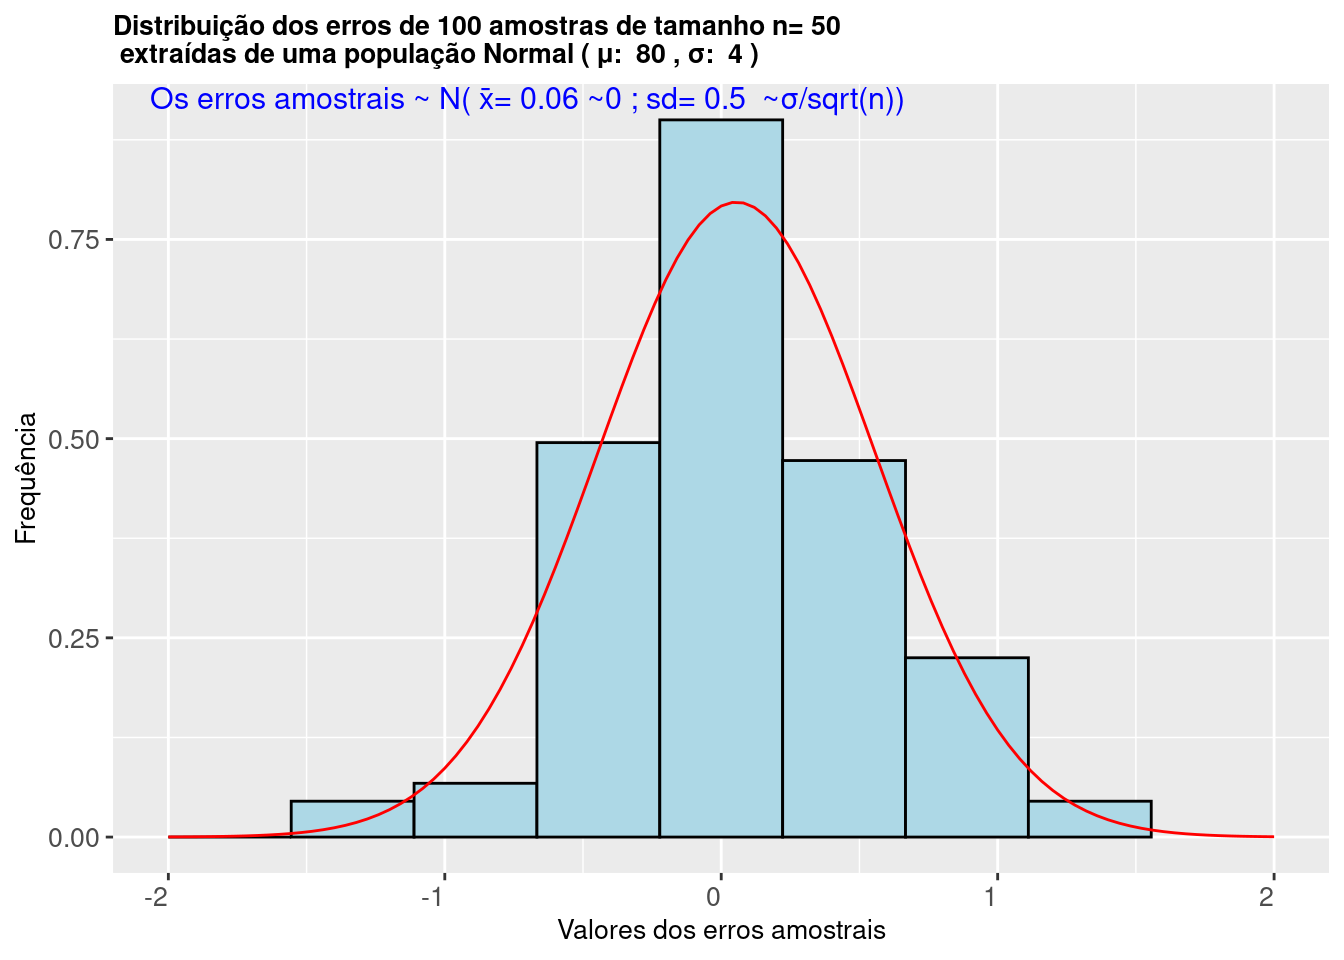 Distribuição dos erros de 100 amostras de tamanho n= 50
extraídas de uma população Normal ( μ:  80 , σ:  4 )
Os erros amostrais ~ N( x̄= 0.06 ~0 ; sd= 0.5  ~σ/sqrt(n))
Frequência
0.75
0.50
0.25
0.00
-2
-1
0
1
2
Valores dos erros amostrais